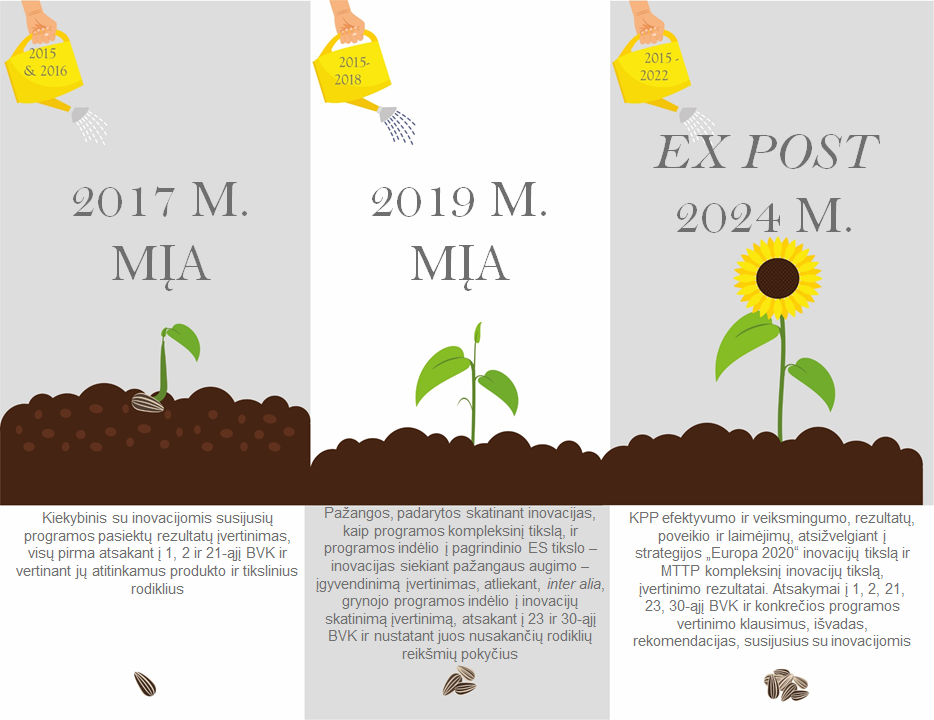 2015
& 2016
2017 M.
MĮA
Kiekybinis su inovacijomis susijusių
programos pasiektų rezultatų įvertinimas,
visų pirma atsakant į 1, 2 ir 21-ąjį BVK ir
vertinant jų atitinkamus produkto ir tikslinius
rodiklius
2015-
2018
2019 M.
MĮA
Pažangos, padarytos skatinant inovacijas,
kaip programos kompleksinį tikslą, ir
programos indėlio į pagrindinio ES tikslo –
inovacijas siekiant pažangaus augimo –
įgyvendinimą įvertinimas, atliekant, inter alia,
grynojo programos indėlio į inovacijų
skatinimą įvertinimą, atsakant į 23 ir 30-ąjį
BVK ir nustatant juos nusakančių rodiklių
reikšmių pokyčius
2015 -
2022
EX POST
2024 M.
KPP efektyvumo ir veiksmingumo, rezultatų,
poveikio ir laimėjimų, atsižvelgiant į
strategijos „Europa 2020“ inovacijų tikslą ir
MTTP kompleksinį inovacijų tikslą,
įvertinimo rezultatai. Atsakymai į 1, 2, 21,
23, 30-ąjį BVK ir konkrečios programos
vertinimo klausimus, išvadas,
rekomendacijas, susijusius su inovacijomis